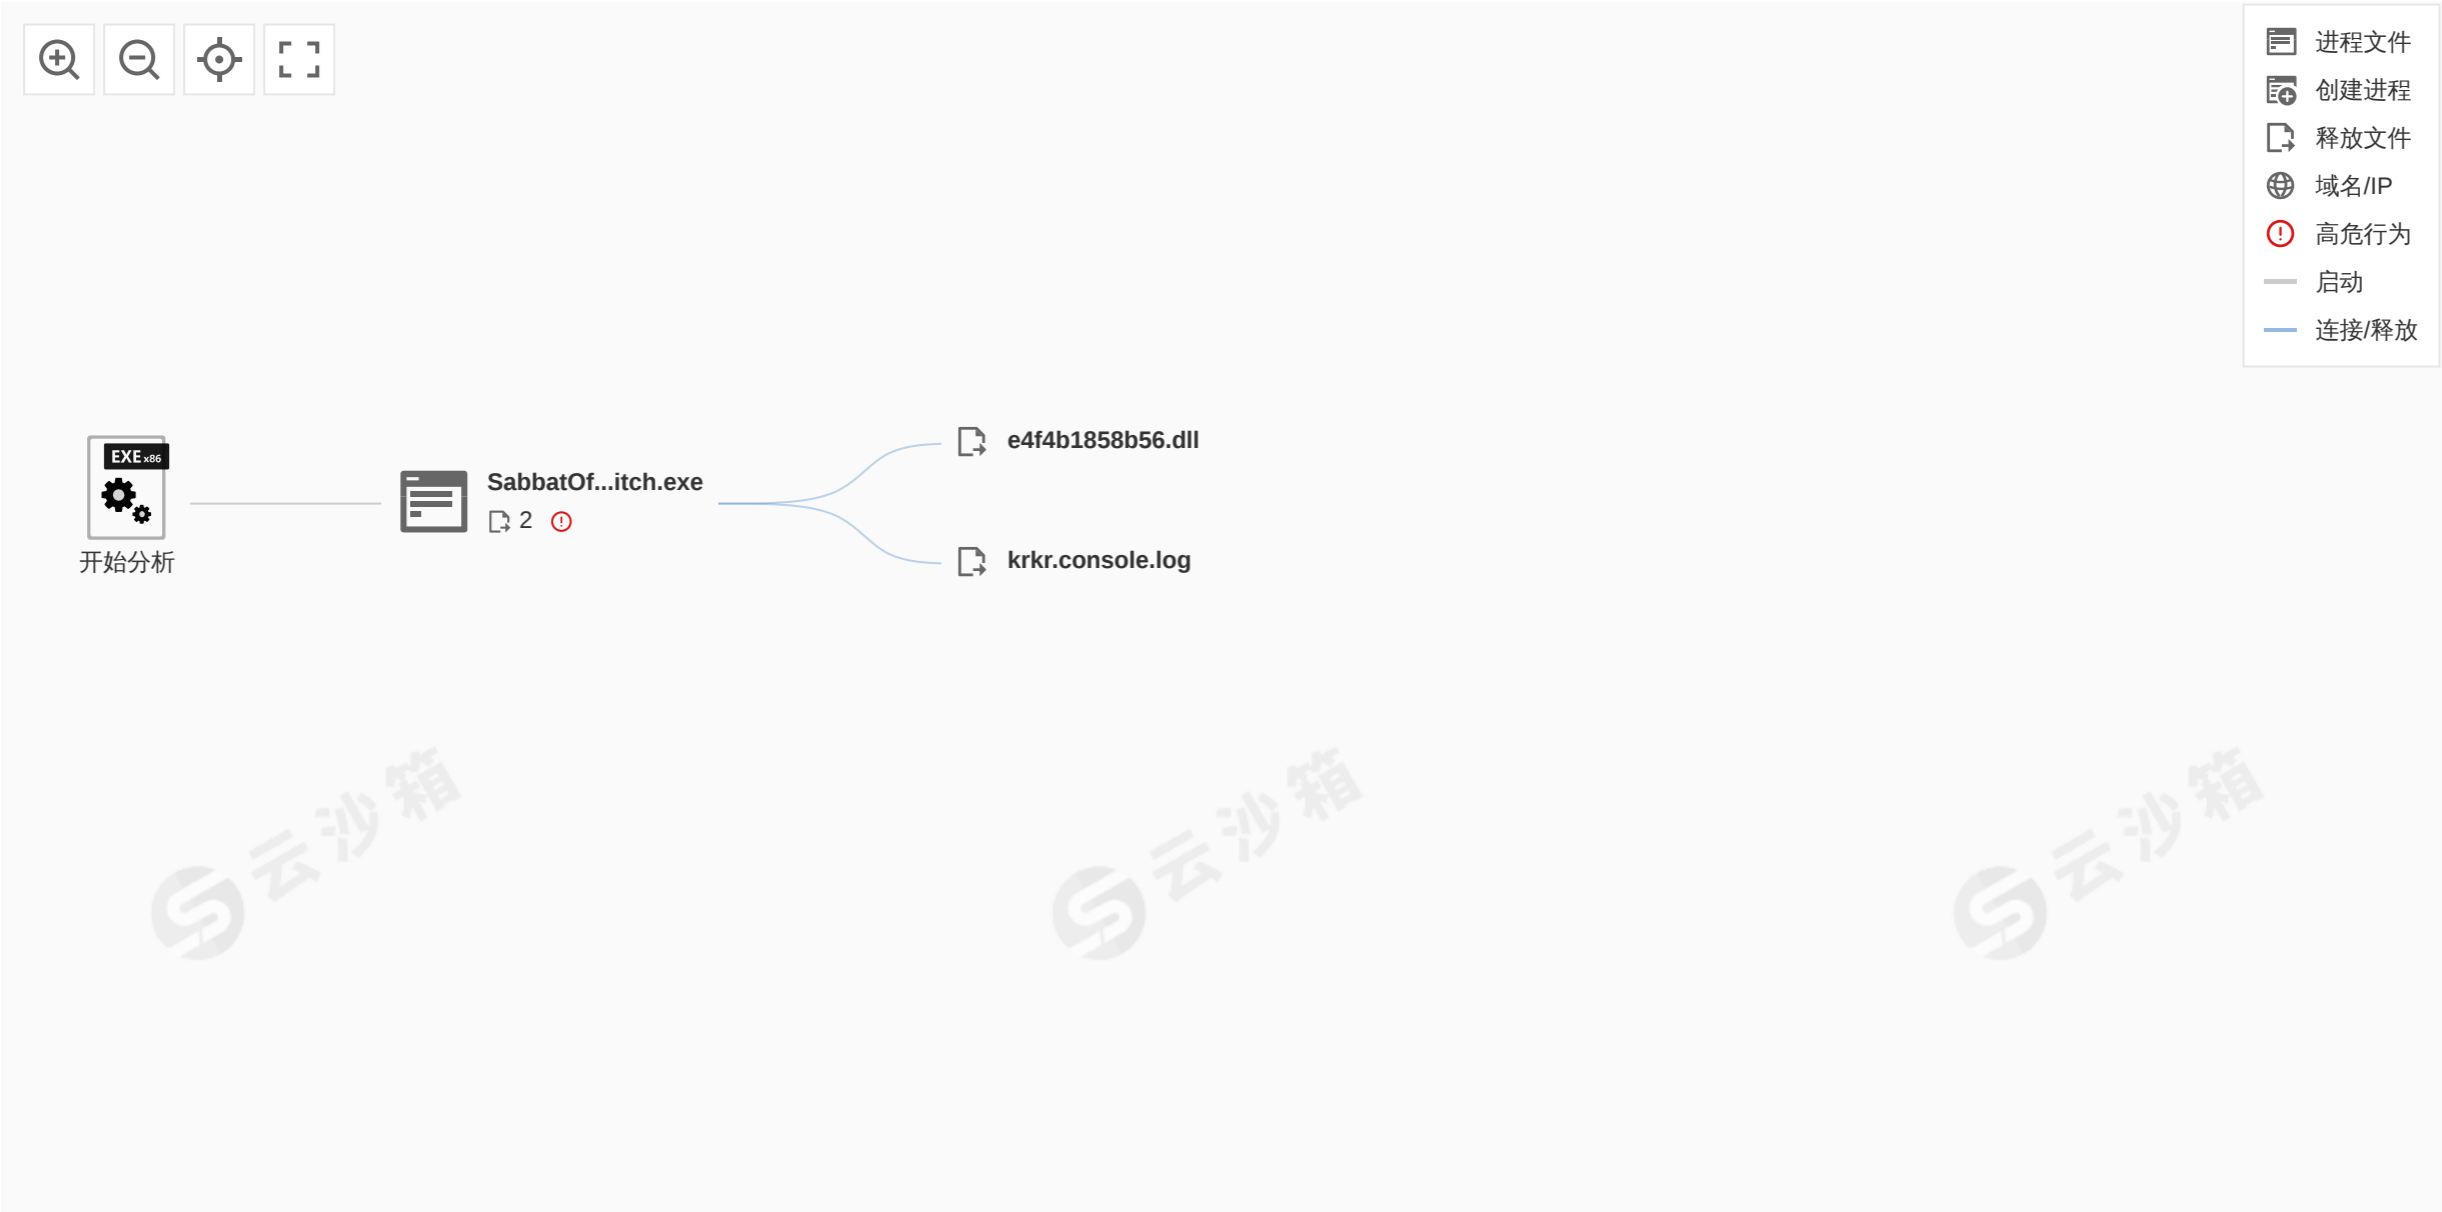 进程文件
创建进程
释放文件
域名/IP
高危行为
启动
连接/释放
EXE x86
开始分析
SabbatOf...itch.exe
2
e4f4b1858b56.dll
krkr.console.log
云沙箱
云沙箱
云沙箱